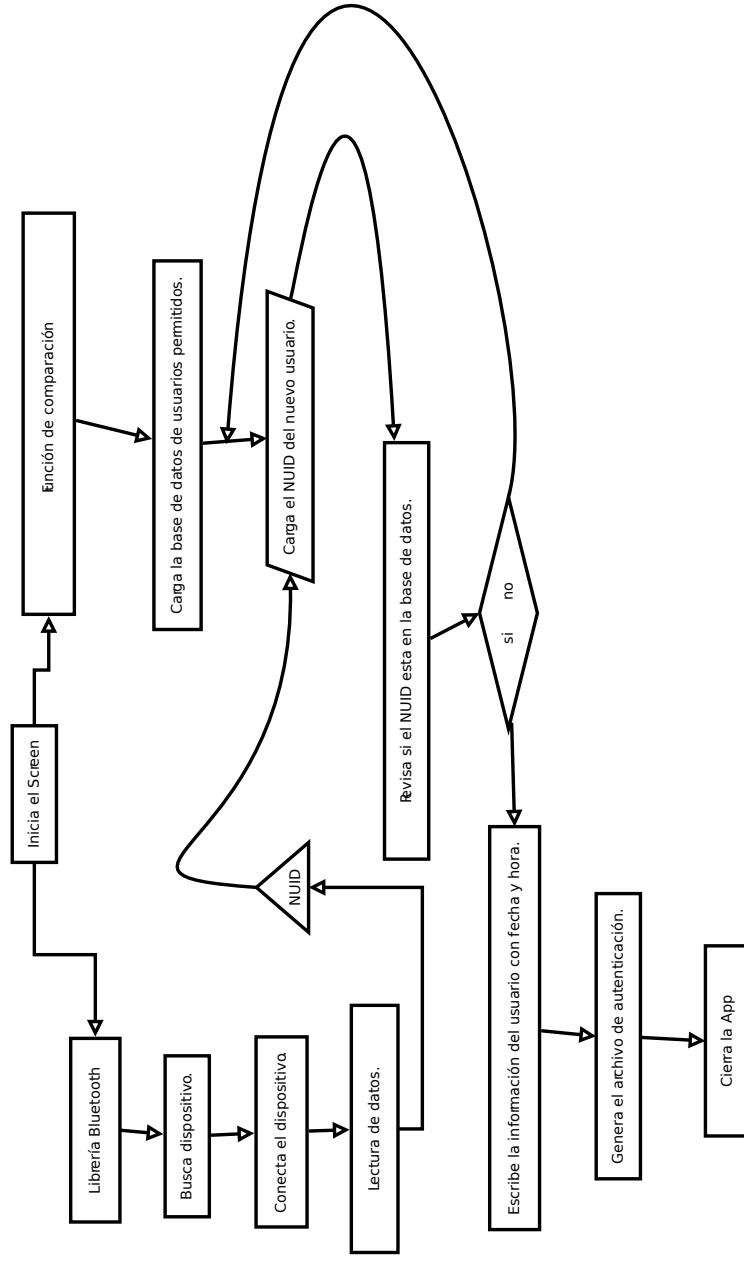 Inicia el Screen
Librería Bluetooth
Función de comparación
Busca dispositivo.
Carga la base de datos de usuarios permitidos.
Conecta el dispositivo.
NUID
Carga el NUID del nuevo usuario.
Lectura de datos.
Revisa si el NUID esta en la base de datos.
si no
Escribe la información del usuario con fecha y hora.
Genera el archivo de autenticación.
Cierra la App